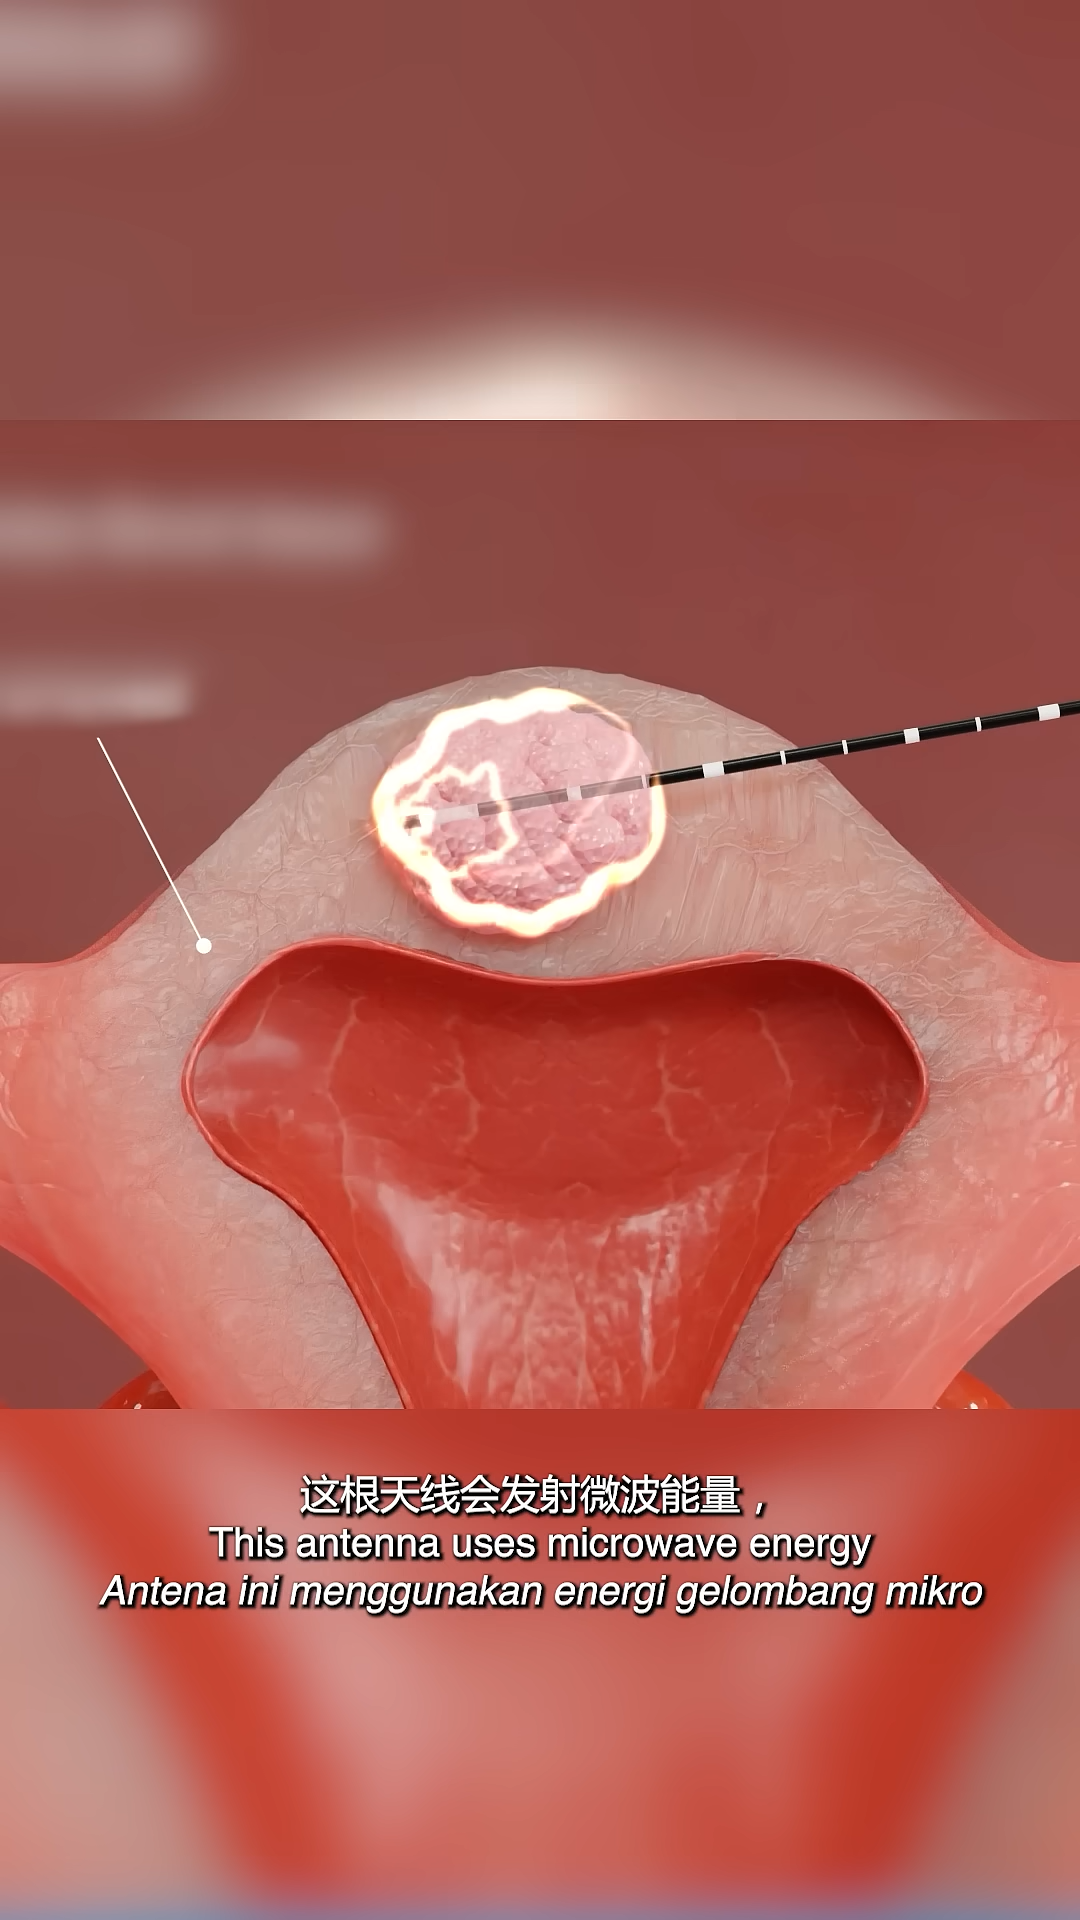 这根天线会发射微波能量，
This antenna uses microwave energy
Antena ini menggunakan energi gelombang mikro